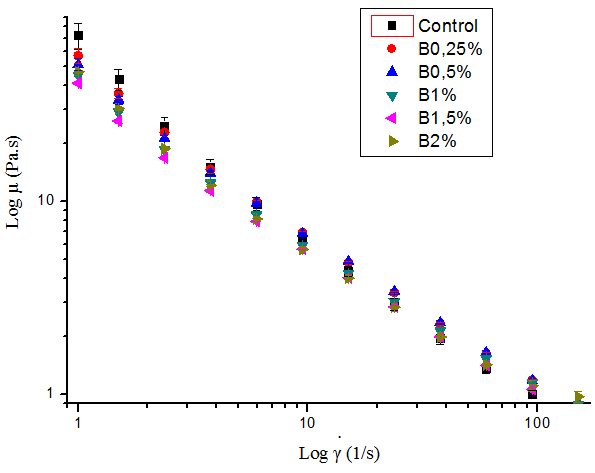 Control
B0,25%
B0,5%
B1%
B1,5%
B2%
Log μ (Pa.s)
10
1
1
10
100
Log γ̇ (1/s)